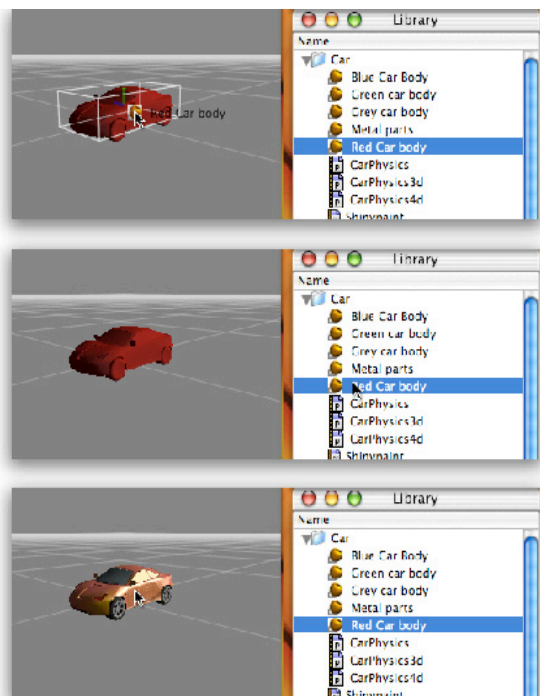 Library
Name
Car
Blue Car Body
Green car body
Grey car body
Metal parts
Red Car body
CarPhysics
CarPhysics3d
CarPhysics4d
Shinypaint
Red Car body
Library
Name
Car
Blue Car Body
Green car body
Grey car body
Metal parts
Red Car body
CarPhysics
CarPhysics3d
CarPhysics4d
Shinypaint
Library
Name
Car
Blue Car Body
Green car body
Grey car body
Metal parts
Red Car body
CarPhysics
CarPhysics3d
CarPhysics4d
Shinypaint